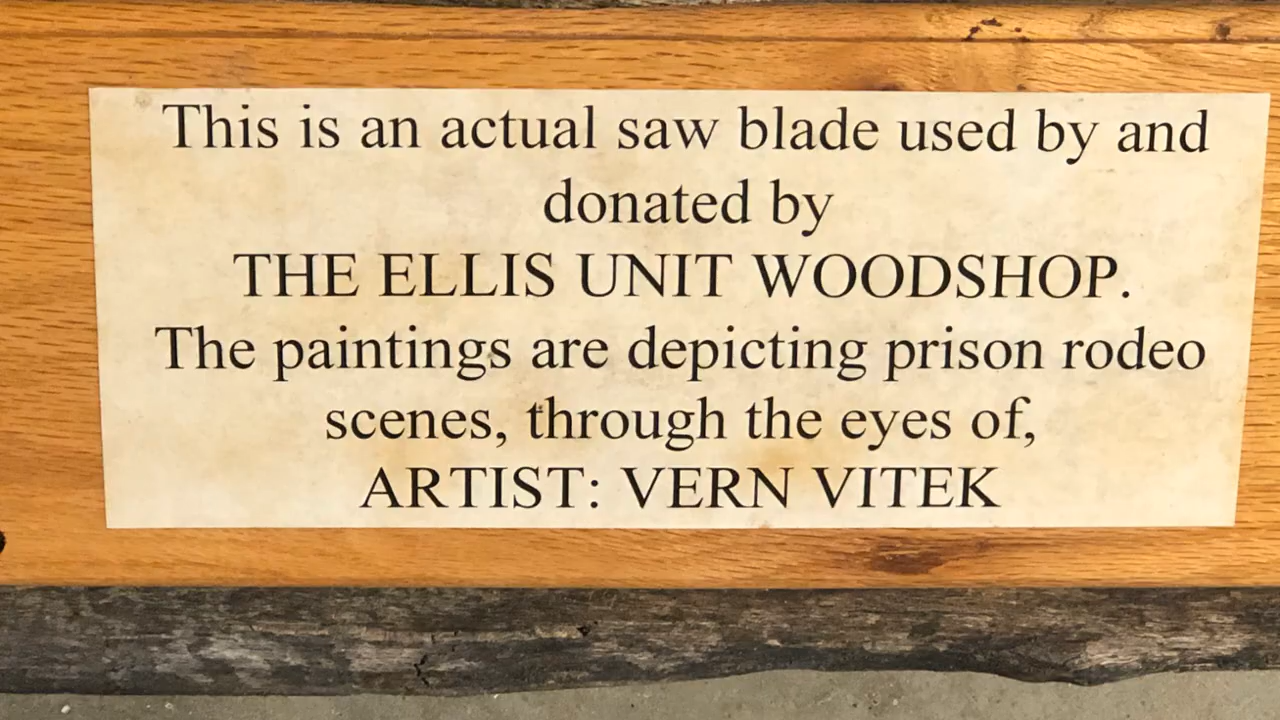 This is an actual saw blade used by and
donated by
THE ELLIS UNIT WOODSHOP.
The paintings are depicting prison rodeo
scenes, through the eyes of,
ARTIST: VERN VITEK